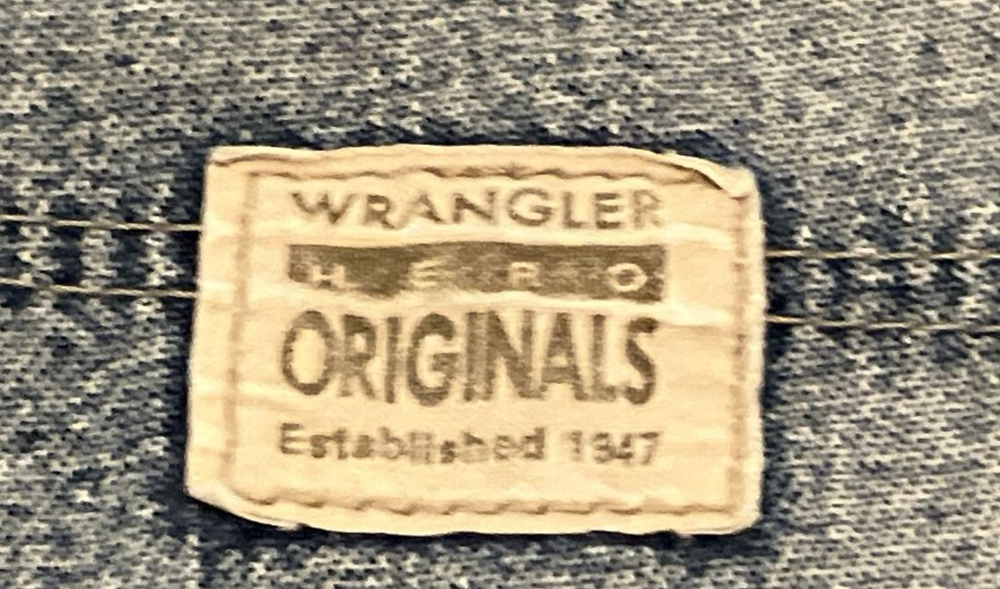 WRANGLER
HERO
ORIGINALS
Established 1947